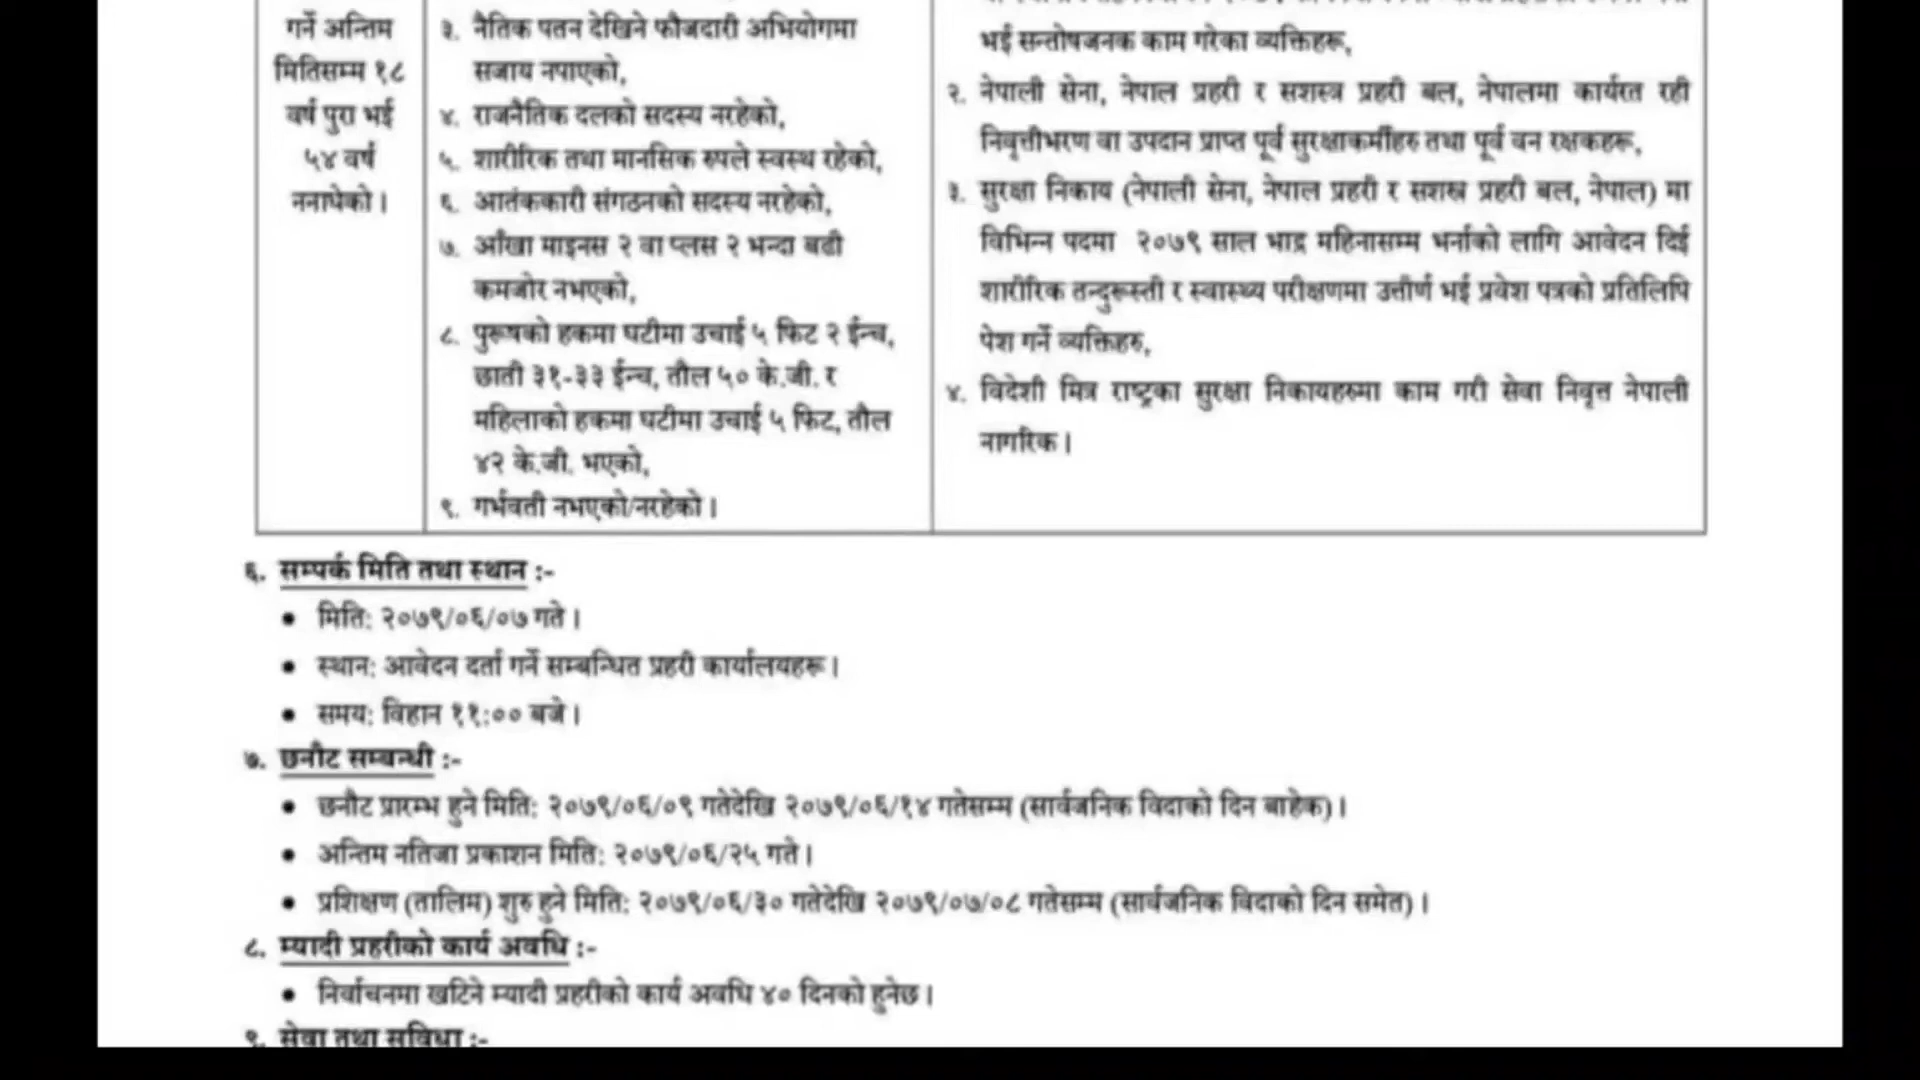 गर्ने अन्तिम
मितिसम्म १८
वर्ष पुरा भई
५४ वर्ष
ननाघेको ।
३. नैतिक पतन देखिने फौजदारी अभियोगमा
सजाय नपाएको,
४. राजनैतिक दलको सदस्य नरहेको,
५. शारीरिक तथा मानसिक रुपले स्वस्थ रहेको,
६. आतंककारी संगठनको सदस्य नरहेको,
७. आँखा माइनस २ वा प्लस २ भन्दा बढी
कमजोर नभएको,
८. पुरूषको हकमा घटीमा उचाई ५ फिट २ ईन्च,
छाती ३१-३३ ईन्च, तौल ५० के.जी. र
महिलाको हकमा घटीमा उचाई ५ फिट, तौल
४२ के.जी. भएको,
९. गर्भवती नभएको/नरहेको ।
भई सन्तोषजनक काम गरेका व्यक्तिहरू,
२. नेपाली सेना, नेपाल प्रहरी र सशस्त्र प्रहरी बल, नेपालमा कार्यरत रही
निवृत्तीभरण वा उपदान प्राप्त पूर्व सुरक्षाकर्मीहरु तथा पूर्व वन रक्षकहरू,
३. सुरक्षा निकाय (नेपाली सेना, नेपाल प्रहरी र सशस्त्र प्रहरी बल, नेपाल) मा
विभिन्न पदमा २०७९ साल भाद्र महिनासम्म भर्नाको लागि आवेदन दिई
शारीरिक तन्दुरूस्ती र स्वास्थ्य परीक्षणमा उत्तीर्ण भई प्रवेश पत्रको प्रतिलिपि
पेश गर्ने व्यक्तिहरु,
४. विदेशी मित्र राष्ट्रका सुरक्षा निकायहरुमा काम गरी सेवा निवृत्त नेपाली
नागरिक ।
६. सम्पर्क मिति तथा स्थान :-
• मिति: २०७९/०६/०७ गते ।
• स्थान: आवेदन दर्ता गर्ने सम्बन्धित प्रहरी कार्यालयहरू ।
• समय: विहान ११:०० बजे ।
७. छनौट सम्बन्धी :-
• छनौट प्रारम्भ हुने मिति: २०७९/०६/०९ गतेदेखि २०७९/०६/१४ गतेसम्म (सार्वजनिक विदाको दिन बाहेक) ।
• अन्तिम नतिजा प्रकाशन मिति: २०७९/०६/२५ गते ।
• प्रशिक्षण (तालिम) शुरु हुने मिति: २०७९/०६/३० गतेदेखि २०७९/०७/०८ गतेसम्म (सार्वजनिक विदाको दिन समेत) ।
८. म्यादी प्रहरीको कार्य अवधि :-
• निर्वाचनमा खटिने म्यादी प्रहरीको कार्य अवधि ४० दिनको हुनेछ ।
९. सेवा तथा सुविधा :-